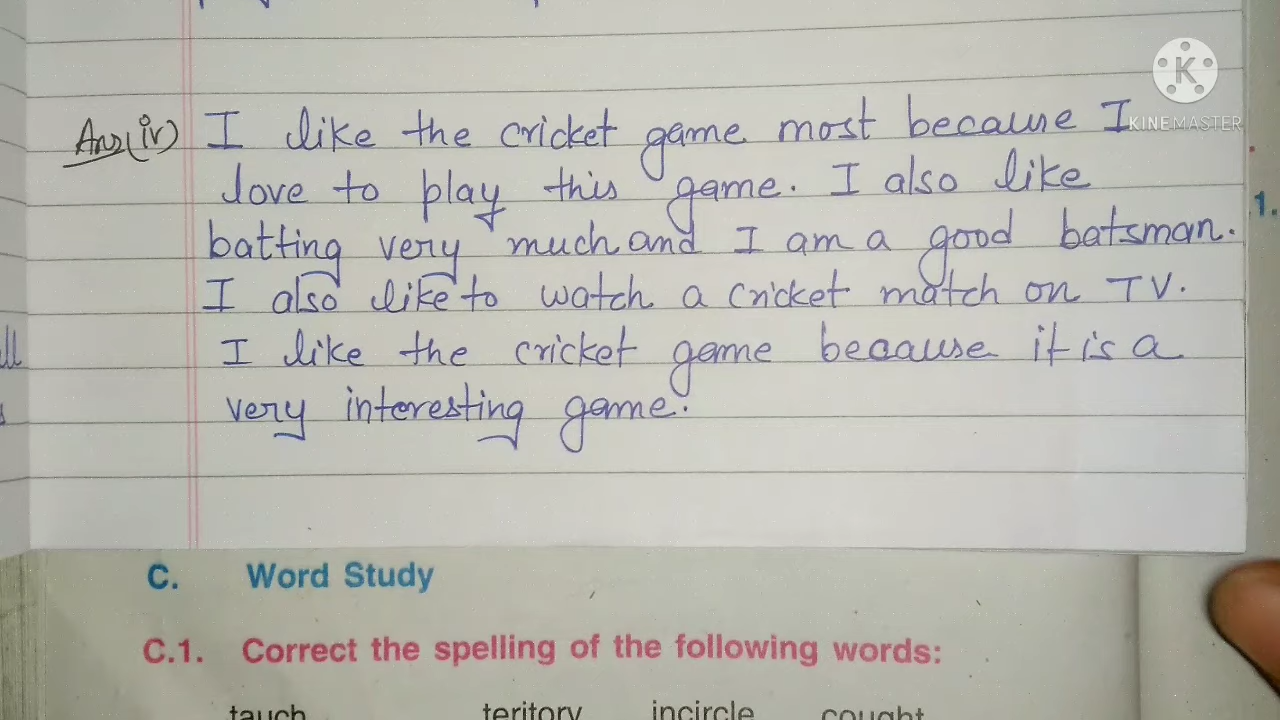 K
KINEMASTER
Ans(iv) I like the cricket game most because I
love to play this game. I also like
batting very much and I am a good batsman.
I also like to watch a cricket match on TV.
I like the cricket game because it is a
very interesting game.
1.
ll
C. Word Study
C.1. Correct the spelling of the following words:
tauch teritory incircle cought